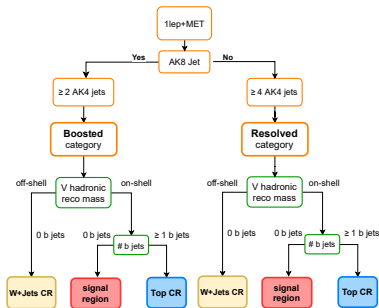 1lep+MET
Yes
AK8 Jet
No
≥ 2 AK4 jets
≥ 4 AK4 jets
Boosted
category
Resolved
category
off-shell
V hadronic
reco mass
on-shell
off-shell
V hadronic
reco mass
on-shell
0 b jets
0 b jets
≥ 1 b jets
# b jets
0 b jets
0 b jets
≥ 1 b jets
# b jets
W+Jets CR
signal
region
Top CR
W+Jets CR
signal
region
Top CR